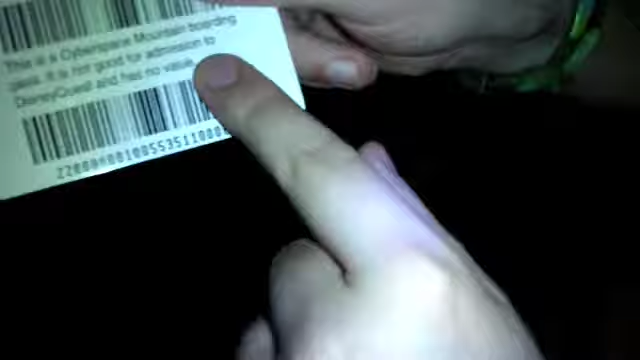 This is a Cyberspace Mountain boarding
pass. It is not good for admission to
DisneyQuest and has no value.